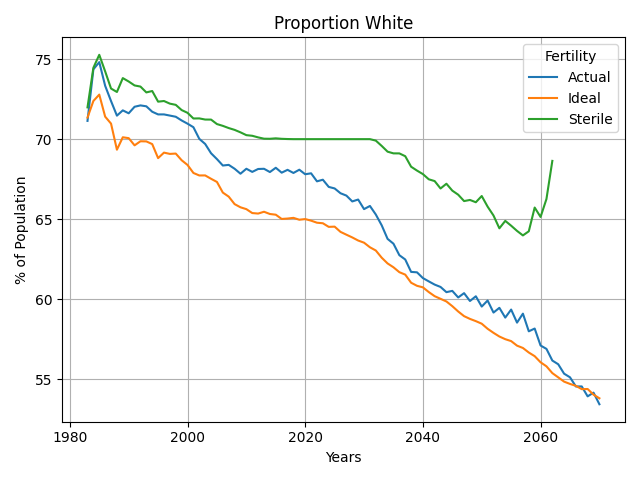 Proportion White
Fertility
Actual
Ideal
Sterile
75
70
65
60
55
% of Population
1980
2000
2020
2040
2060
Years